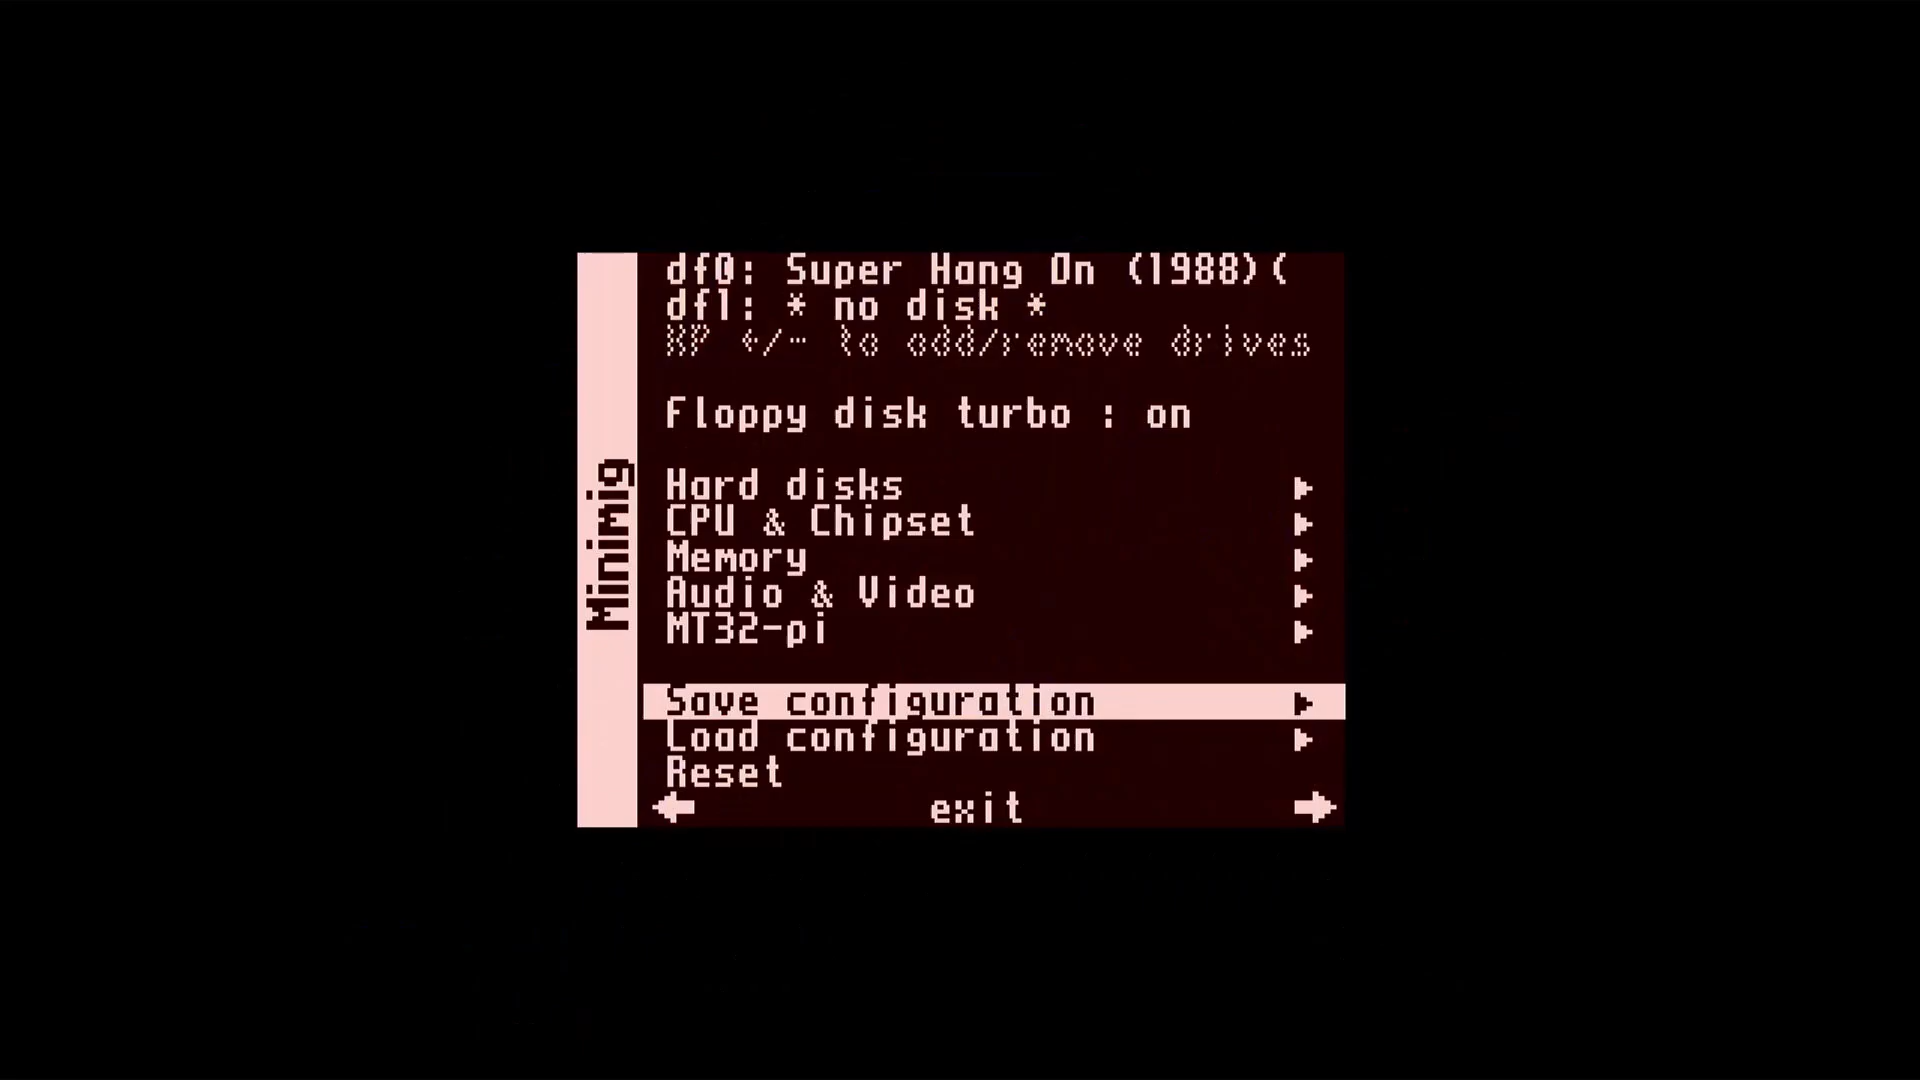 Minimig
df0: Super Hang On (1988)(
df1: * no disk *
KP +/- to add/remove drives
Floppy disk turbo : on
Hard disks
CPU & Chipset
Memory
Audio & Video
MT32-pi
Save configuration
Load configuration
Reset
exit